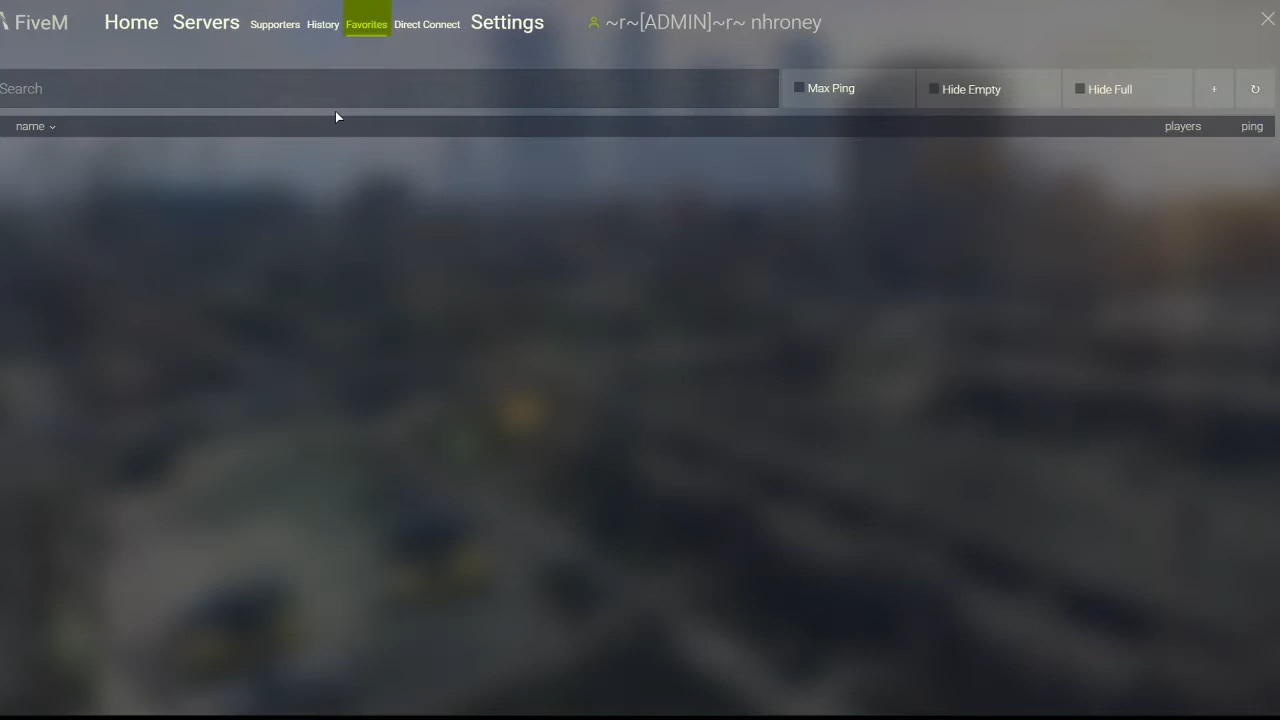 FiveM Home Servers Supporters History Favorites Direct Connect Settings ~r~[ADMIN]~r~ nhroney
Search Max Ping Hide Empty Hide Full +
name players ping